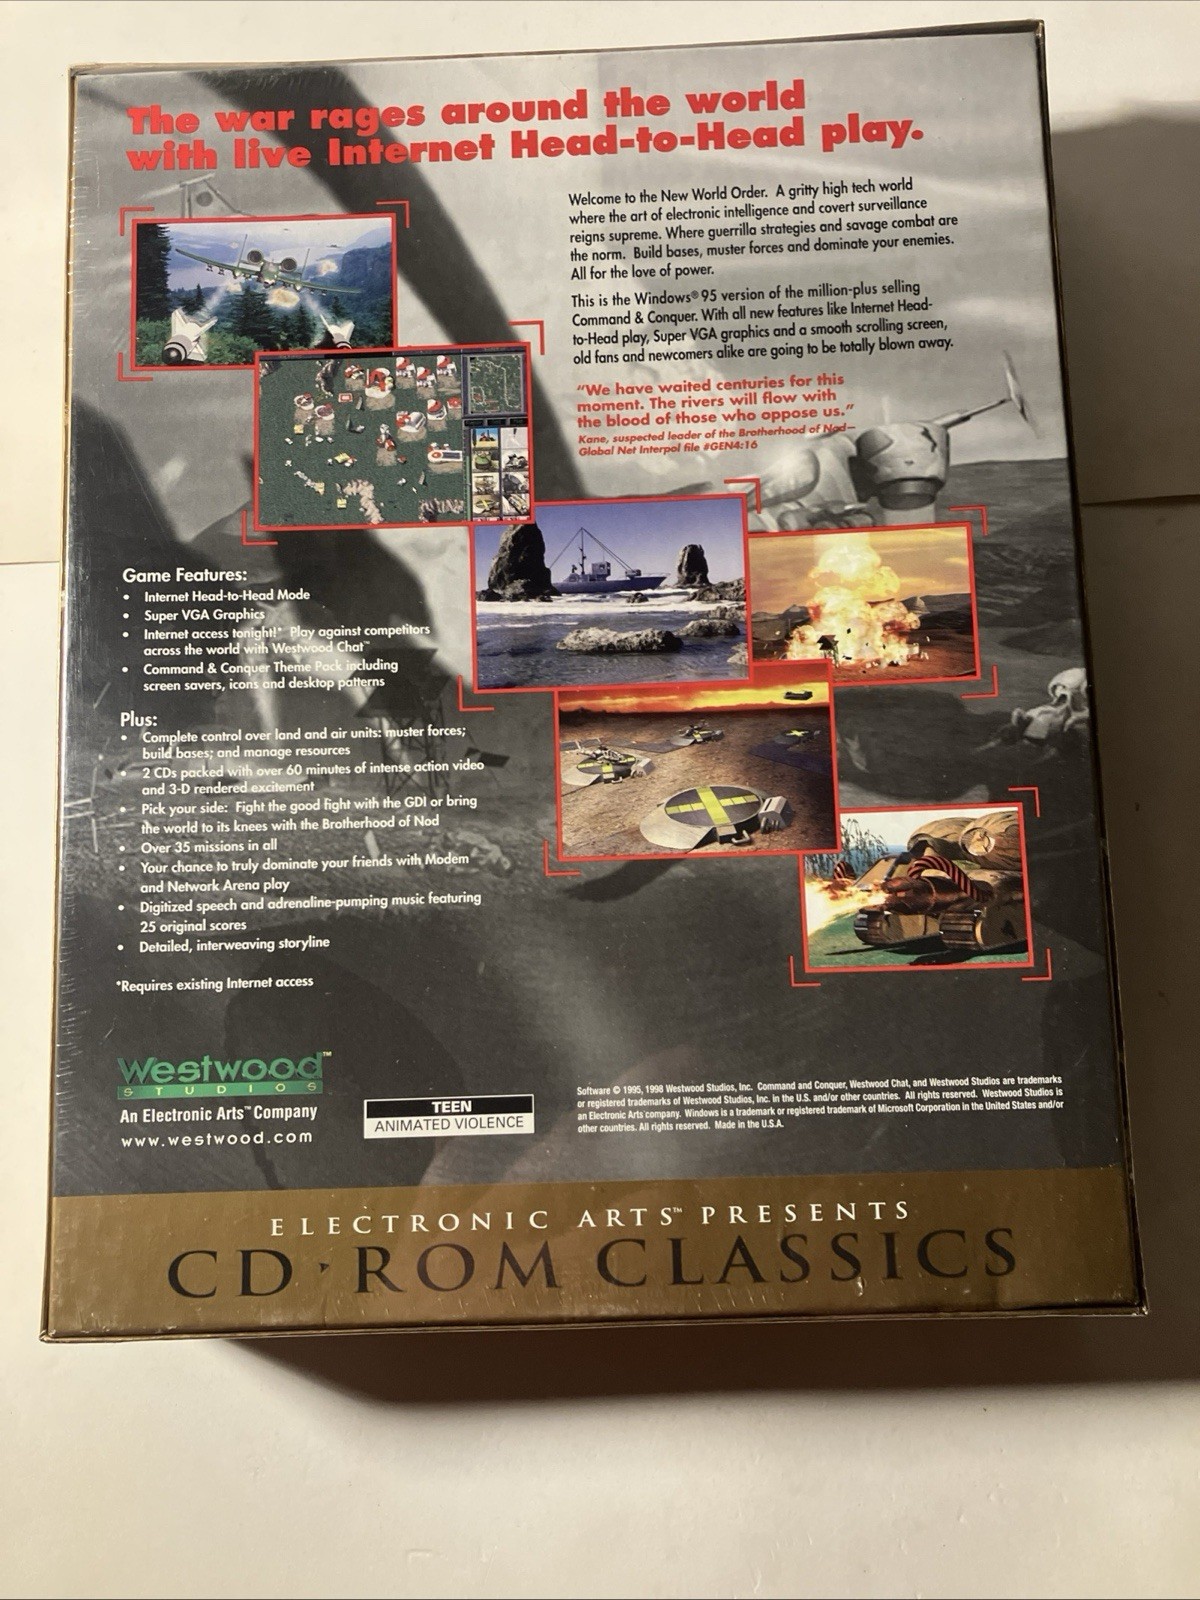 The war rages around the world
with live Internet Head-to-Head play.
Welcome to the New World Order. A gritty high tech world
where the art of electronic intelligence and covert surveillance
reigns supreme. Where guerrilla strategies and savage combat are
the norm. Build bases, muster forces and dominate your enemies.
All for the love of power.
This is the Windows® 95 version of the million-plus selling
Command & Conquer. With all new features like Internet Head-
to-Head play, Super VGA graphics and a smooth scrolling screen,
old fans and newcomers alike are going to be totally blown away.
"We have waited centuries for this
moment. The rivers will flow with
the blood of those who oppose us."
Kane, suspected leader of the Brotherhood of Nod—
Global Net Interpol file #GEN4:16
Game Features:
• Internet Head-to-Head Mode
• Super VGA Graphics
• Internet access tonight!* Play against competitors
across the world with Westwood Chat™
• Command & Conquer Theme Pack including
screen savers, icons and desktop patterns
Plus:
• Complete control over land and air units: muster forces;
build bases; and manage resources
• 2 CDs packed with over 60 minutes of intense action video
and 3-D rendered excitement
• Pick your side: Fight the good fight with the GDI or bring
the world to its knees with the Brotherhood of Nod
• Over 35 missions in all
• Your chance to truly dominate your friends with Modem
and Network Arena play
• Digitized speech and adrenaline-pumping music featuring
25 original scores
• Detailed, interweaving storyline
*Requires existing Internet access
Westwood™
STUDIOS
An Electronic Arts™ Company
www.westwood.com
TEEN
ANIMATED VIOLENCE
Software © 1995, 1998 Westwood Studios, Inc. Command and Conquer, Westwood Chat, and Westwood Studios are trademarks
or registered trademarks of Westwood Studios, Inc. in the U.S. and/or other countries. All rights reserved. Westwood Studios is
an Electronic Arts company. Windows is a trademark or registered trademark of Microsoft Corporation in the United States and/or
other countries. All rights reserved. Made in the U.S.A.
ELECTRONIC ARTS™ PRESENTS
CD·ROM CLASSICS